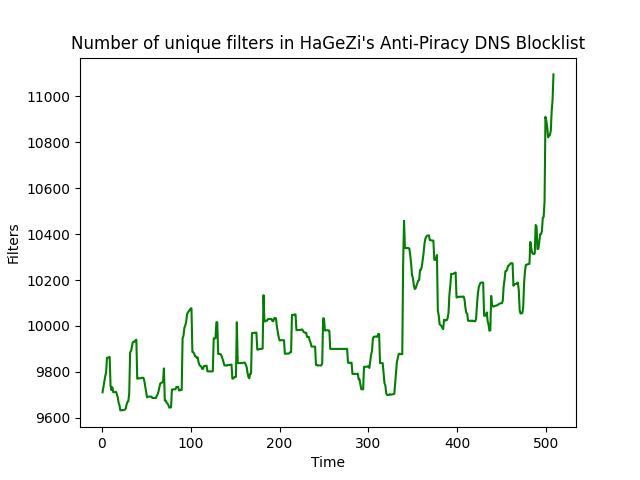 Number of unique filters in HaGeZi's Anti-Piracy DNS Blocklist
11000
10800
10600
10400
10200
10000
9800
9600
Filters
0 100 200 300 400 500
Time